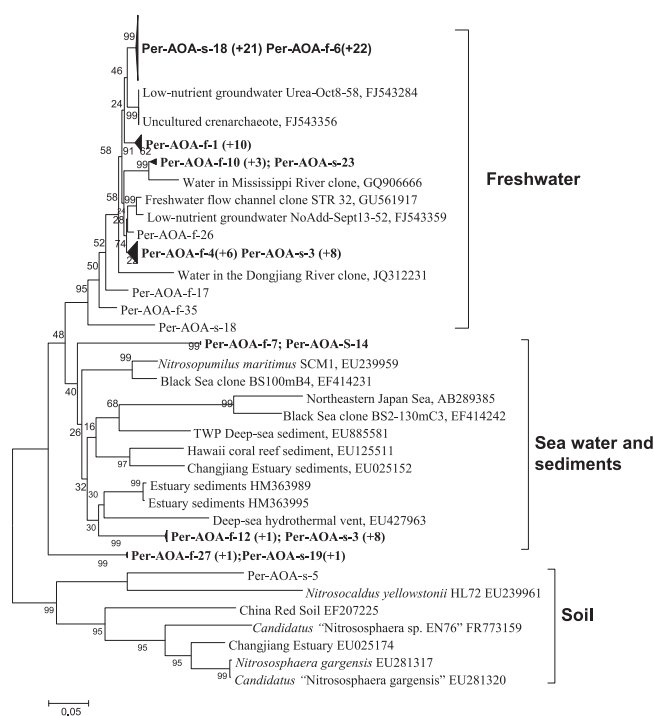 99
Per-AOA-s-18 (+21) Per-AOA-f-6(+22)
46
Low-nutrient groundwater Urea-Oct8-58, FJ543284
24
99
Uncultured crenarchaeote, FJ543356
Per-AOA-f-1 (+10)
91 62
58
99
Per-AOA-f-10 (+3); Per-AOA-s-23
Water in Mississippi River clone, GQ906666
Freshwater
58
99
Freshwater flow channel clone STR 32, GU561917
28
Low-nutrient groundwater NoAdd-Sept13-52, FJ543359
Per-AOA-f-26
52
74
Per-AOA-f-4(+6) Per-AOA-s-3 (+8)
22
50
Water in the Dongjiang River clone, JQ312231
95
Per-AOA-f-17
Per-AOA-f-35
Per-AOA-s-18
48
99
Per-AOA-f-7; Per-AOA-S-14
99
Nitrosopumilus maritimus SCM1, EU239959
Black Sea clone BS100mB4, EF414231
40
Northeastern Japan Sea, AB289385
68
99
Black Sea clone BS2-130mC3, EF414242
26
16
TWP Deep-sea sediment, EU885581
Sea water and
sediments
Hawaii coral reef sediment, EU125511
97
Changjiang Estuary sediments, EU025152
32
30
99
Estuary sediments HM363989
Estuary sediments HM363995
30
Deep-sea hydrothermal vent, EU427963
99
Per-AOA-f-12 (+1); Per-AOA-s-3 (+8)
99
Per-AOA-f-27 (+1);Per-AOA-s-19(+1)
Per-AOA-s-5
99
Nitrosocaldus yellowstonii HL72 EU239961
China Red Soil EF207225
Soil
95
Candidatus “Nitrososphaera sp. EN76” FR773159
95
Changjiang Estuary EU025174
95
Nitrososphaera gargensis EU281317
99
Candidatus “Nitrososphaera gargensis” EU281320
0.05